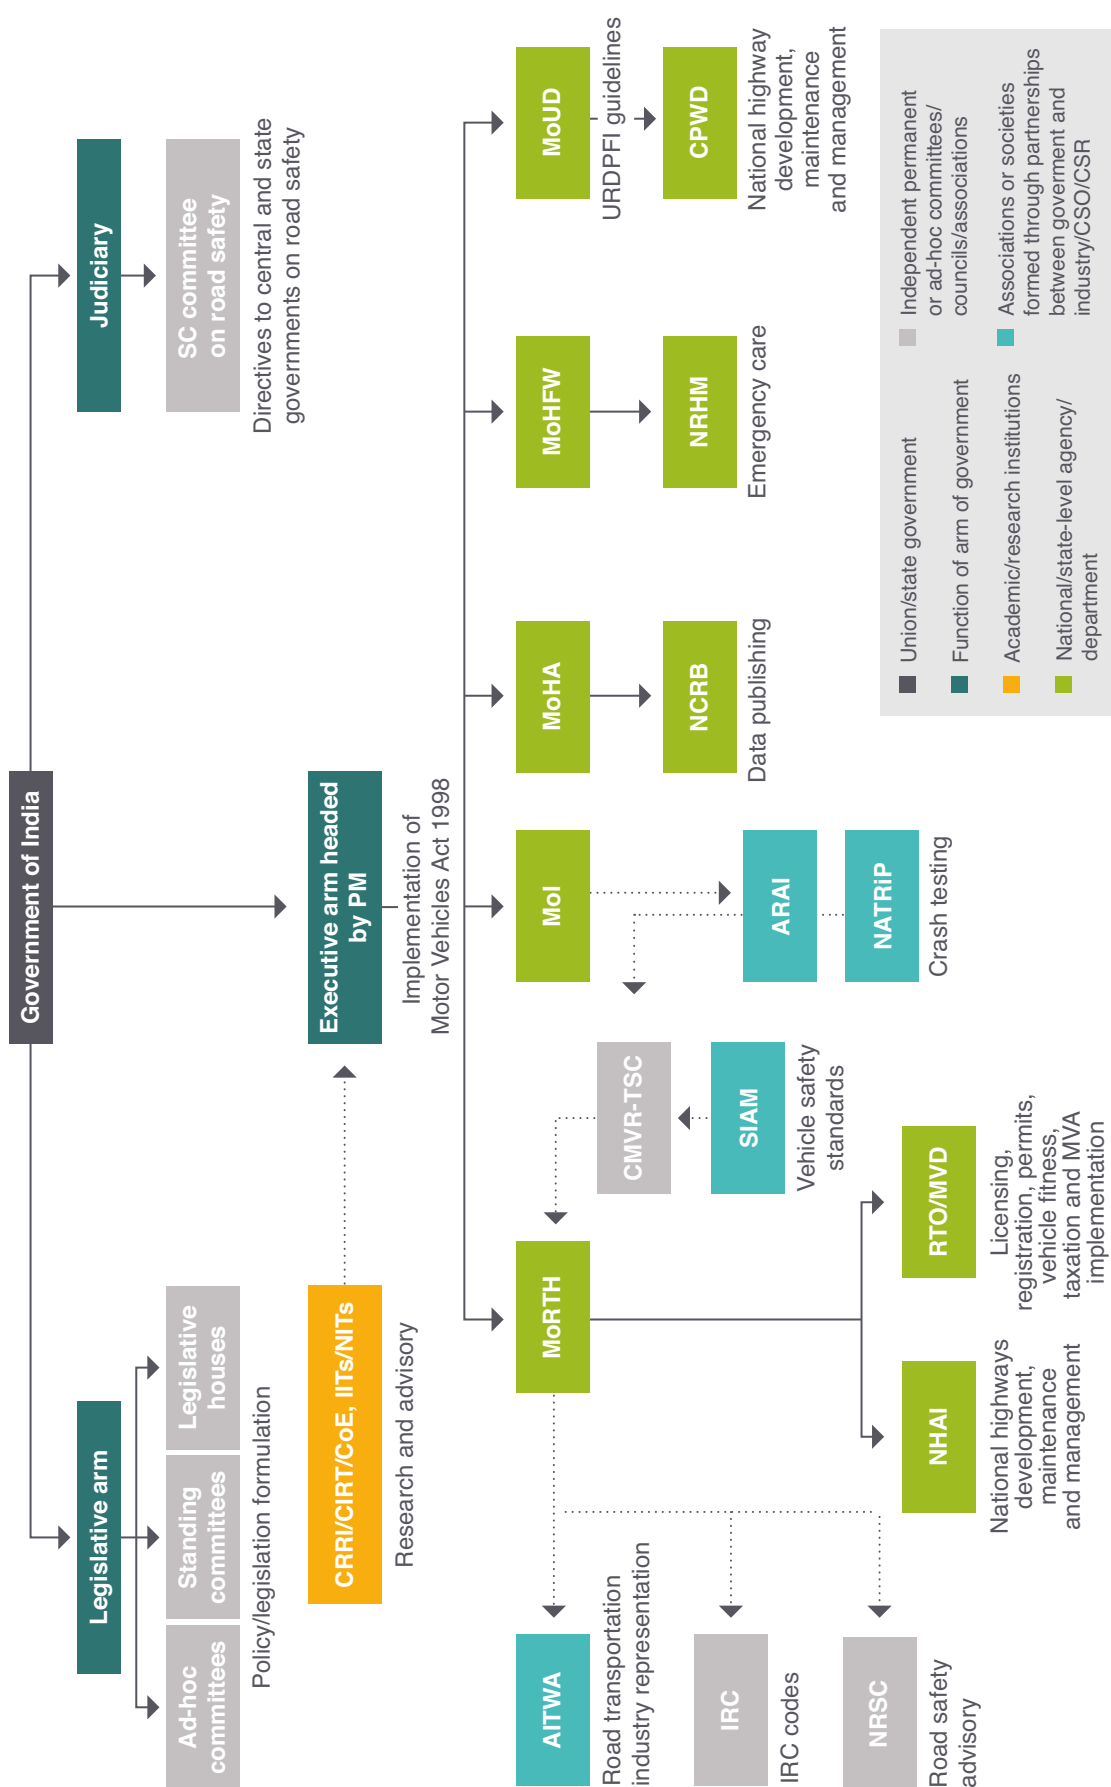 Government of India
Legislative arm
Judiciary
Ad-hoc
committees
Standing
committees
Legislative
houses
Policy/legislation formulation
SC committee
on road safety
Directives to central and state
governments on road safety
CRRI/CIRT/CoE, IITs/NITs
Research and advisory
Executive arm headed
by PM
Implementation of
Motor Vehicles Act 1998
MoRTH
MoI
MoHA
MoHFW
MoUD
AITWA
Road transportation
industry representation
IRC
IRC codes
NRSC
Road safety
advisory
CMVR-TSC
SIAM
Vehicle safety
standards
NHAI
National highways
development,
maintenance
and management
RTO/MVD
Licensing,
registration, permits,
vehicle fitness,
taxation and MVA
implementation
ARAI
NATRiP
Crash testing
NCRB
Data publishing
NRHM
Emergency care
URDPFI guidelines
CPWD
National highway
development,
maintenance
and management
Union/state government
Function of arm of government
Academic/research institutions
National/state-level agency/
department
Independent permanent
or ad-hoc committees/
councils/associations
Associations or societies
formed through partnerships
between government and
industry/CSO/CSR